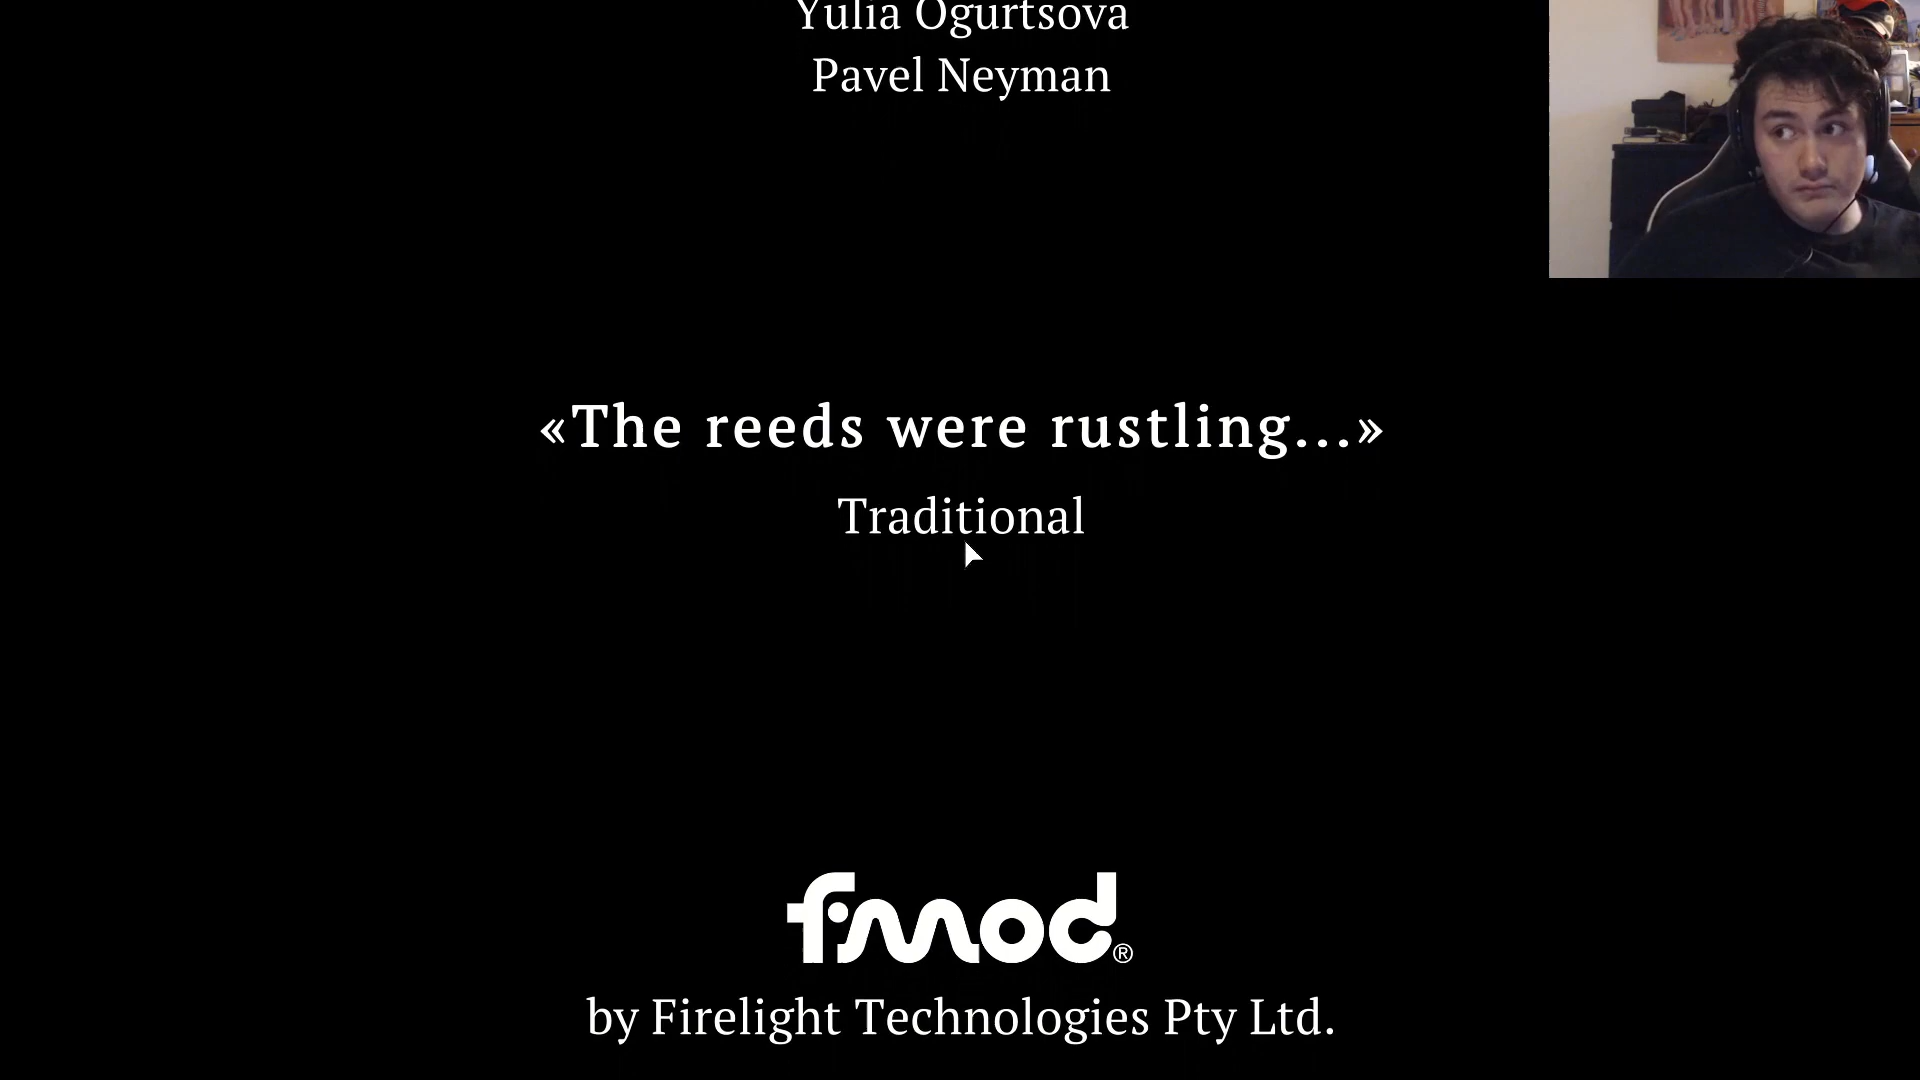 Yulia Ogurtsova
Pavel Neyman
«The reeds were rustling...»
Traditional
fmod®
by Firelight Technologies Pty Ltd.